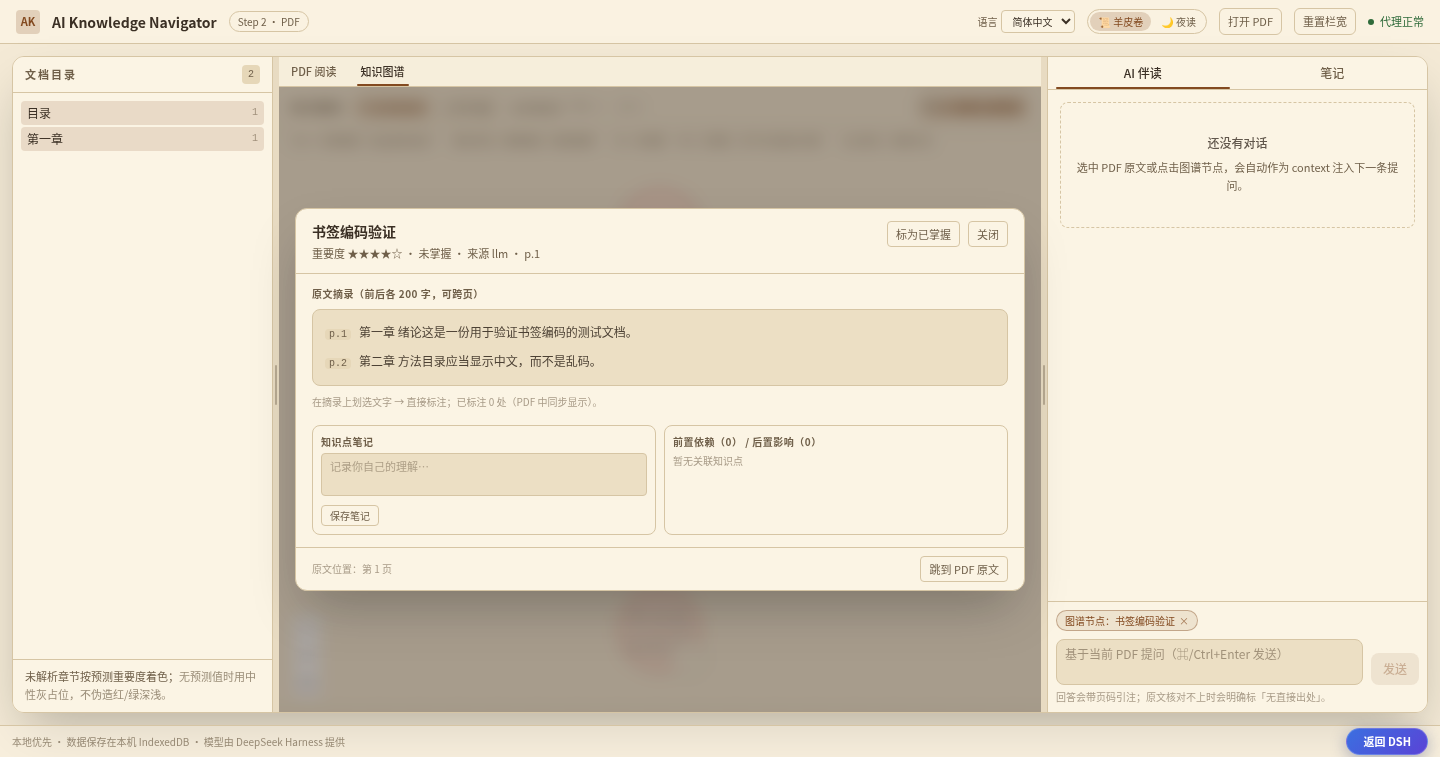 AK AI Knowledge Navigator Step 2 · PDF 语言 简体中文 📜 羊皮卷 🌙 夜读 打开 PDF 重置栏宽 代理正常
文档目录 2
目录 1
第一章 1
未解析章节按预测重要度着色；无预测值时用中
性灰占位，不伪造红/绿深浅。
PDF 阅读 知识图谱
书签编码验证
标为已掌握 关闭
重要度 ★★★★☆ · 未掌握 · 来源 llm · p.1
原文摘录（前后各 200 字，可跨页）
p.1 第一章 绪论这是一份用于验证书签编码的测试文档。
p.2 第二章 方法目录应当显示中文，而不是乱码。
在摘录上划选文字 → 直接标注；已标注 0 处（PDF 中同步显示）。
知识点笔记
记录你自己的理解…
保存笔记
前置依赖（0） / 后置影响（0）
暂无关联知识点
原文位置：第 1 页
跳到 PDF 原文
AI 伴读 笔记
还没有对话
选中 PDF 原文或点击图谱节点，会自动作为 context 注入下一条提
问。
图谱节点：书签编码验证 ×
基于当前 PDF 提问（⌘/Ctrl+Enter 发送）
发送
回答会带页码引注；原文核对不上时会明确标「无直接出处」。
本地优先 · 数据保存在本机 IndexedDB · 模型由 DeepSeek Harness 提供
返回 DSH